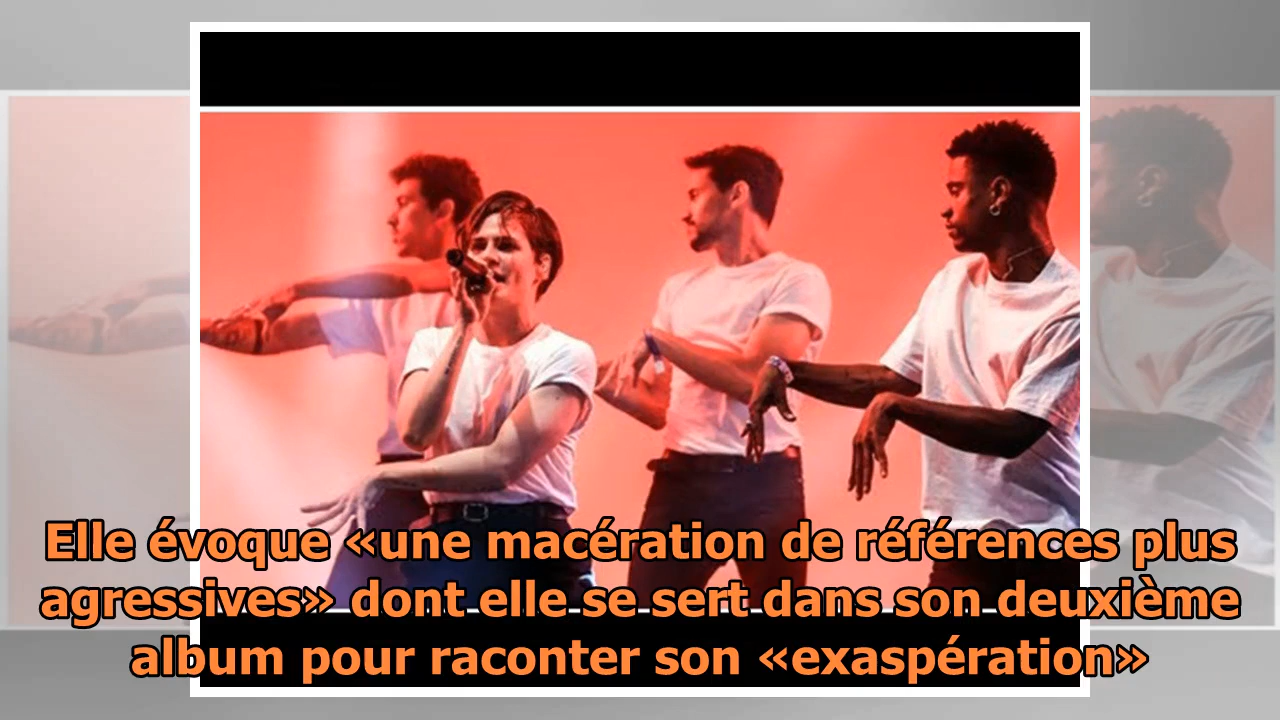 Elle évoque «une macération de références plus
agressives» dont elle se sert dans son deuxième
album pour raconter son «exaspération»